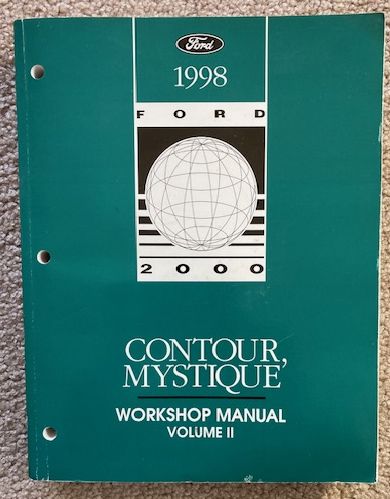 Ford
1998
FORD
2000
CONTOUR,
MYSTIQUE
WORKSHOP MANUAL
VOLUME II